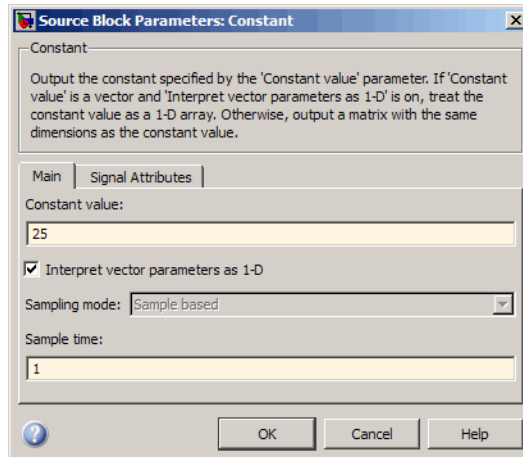 Source Block Parameters: Constant
Constant
Output the constant specified by the 'Constant value' parameter. If 'Constant
value' is a vector and 'Interpret vector parameters as 1-D' is on, treat the
constant value as a 1-D array. Otherwise, output a matrix with the same
dimensions as the constant value.
Main Signal Attributes
Constant value:
25
Interpret vector parameters as 1-D
Sampling mode: Sample based
Sample time:
1
? OK Cancel Help